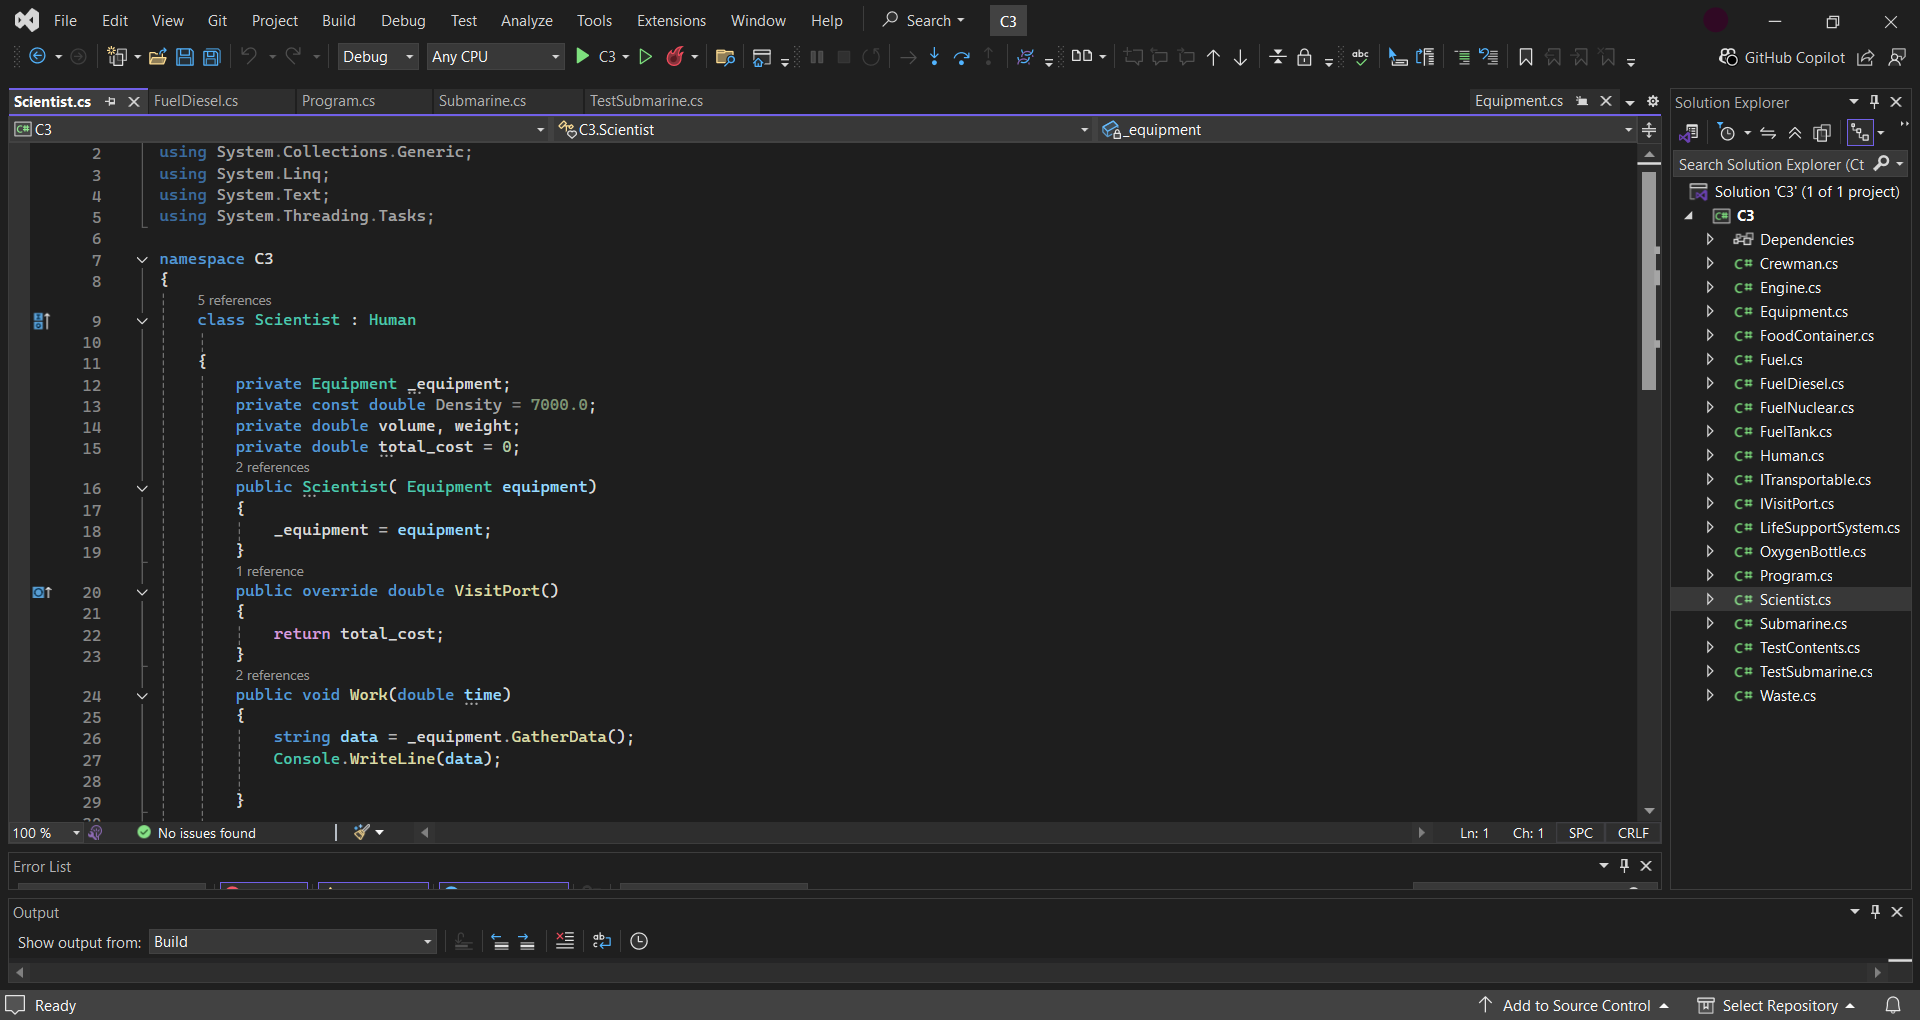 File Edit View Git Project Build Debug Test Analyze Tools Extensions Window Help Search C3
Debug Any CPU C3 GitHub Copilot
Scientist.cs FuelDiesel.cs Program.cs Submarine.cs TestSubmarine.cs Equipment.cs
C3 C3.Scientist _equipment
2 using System.Collections.Generic;
3 using System.Linq;
4 using System.Text;
5 using System.Threading.Tasks;
6
7 namespace C3
8 {
5 references
9 class Scientist : Human
10
11 {
12 private Equipment _equipment;
13 private const double Density = 7000.0;
14 private double volume, weight;
15 private double total_cost = 0;
2 references
16 public Scientist( Equipment equipment)
17 {
18 _equipment = equipment;
19 }
1 reference
20 public override double VisitPort()
21 {
22 return total_cost;
23 }
2 references
24 public void Work(double time)
25 {
26 string data = _equipment.GatherData();
27 Console.WriteLine(data);
28
29 }
100 % No issues found Ln: 1 Ch: 1 SPC CRLF
Error List
Output
Show output from: Build
Ready Add to Source Control Select Repository
Solution Explorer
Search Solution Explorer (Ct
Solution 'C3' (1 of 1 project)
C3
Dependencies
C# Crewman.cs
C# Engine.cs
C# Equipment.cs
C# FoodContainer.cs
C# Fuel.cs
C# FuelDiesel.cs
C# FuelNuclear.cs
C# FuelTank.cs
C# Human.cs
C# ITransportable.cs
C# IVisitPort.cs
C# LifeSupportSystem.cs
C# OxygenBottle.cs
C# Program.cs
C# Scientist.cs
C# Submarine.cs
C# TestContents.cs
C# TestSubmarine.cs
C# Waste.cs